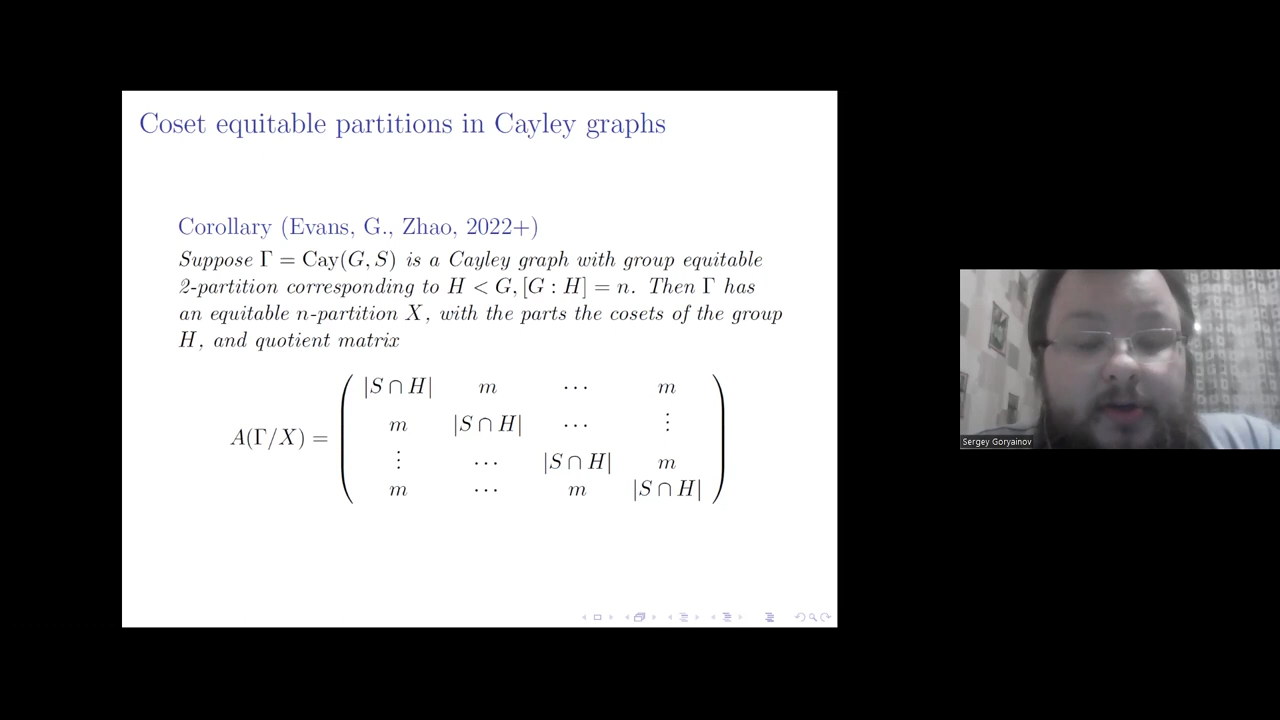 Coset equitable partitions in Cayley graphs
Corollary (Evans, G., Zhao, 2022+)
Suppose Γ = Cay(G, S) is a Cayley graph with group equitable
2-partition corresponding to H < G, [G : H] = n. Then Γ has
an equitable n-partition X, with the parts the cosets of the group
H, and quotient matrix
|S ∩ H| m ⋯ m
m |S ∩ H| ⋯ ⋮
A(Γ/X) =
⋮ ⋯ |S ∩ H| m
m ⋯ m |S ∩ H|
Sergey Goryainov